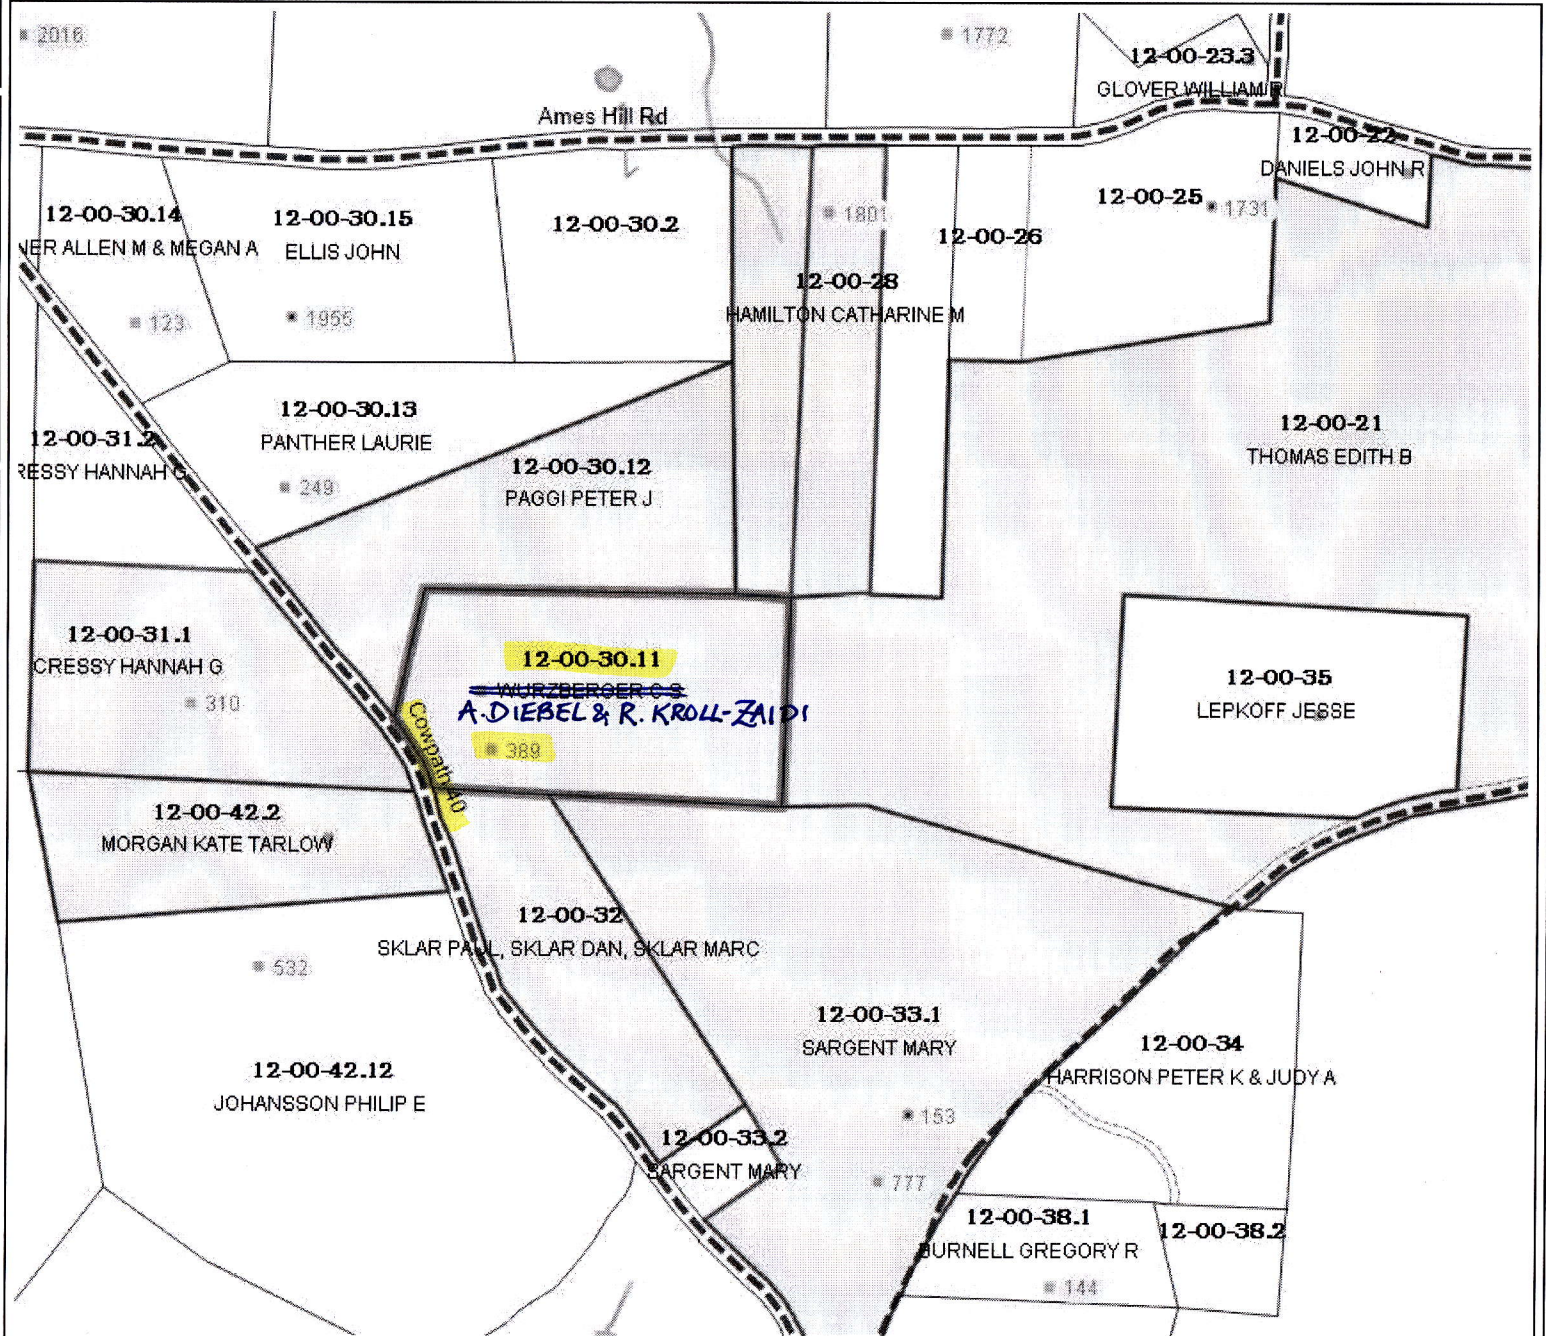 2016
1772
12-00-23.3
GLOVER WILLIAM R
Ames Hill Rd
12-00-22
DANIELS JOHN R
12-00-30.14
NER ALLEN M & MEGAN A
12-00-30.15
ELLIS JOHN
12-00-30.2
1801
12-00-26
12-00-25
1731
12-00-28
HAMILTON CATHARINE M
123
1955
12-00-30.13
PANTHER LAURIE
249
12-00-31.2
RESSY HANNAH G
12-00-30.12
PAGGI PETER J
12-00-21
THOMAS EDITH B
12-00-31.1
CRESSY HANNAH G
310
12-00-30.11
WURZBERGER C S
A. DIEBEL & R. KROLL-ZAIDI
389
Cowpath 40
12-00-35
LEPKOFF JESSE
12-00-42.2
MORGAN KATE TARLOW
12-00-32
SKLAR PAUL, SKLAR DAN, SKLAR MARC
532
12-00-33.1
SARGENT MARY
12-00-34
HARRISON PETER K & JUDY A
12-00-42.12
JOHANSSON PHILIP E
153
12-00-33.2
SARGENT MARY
777
12-00-38.1
BURNELL GREGORY R
12-00-38.2
144